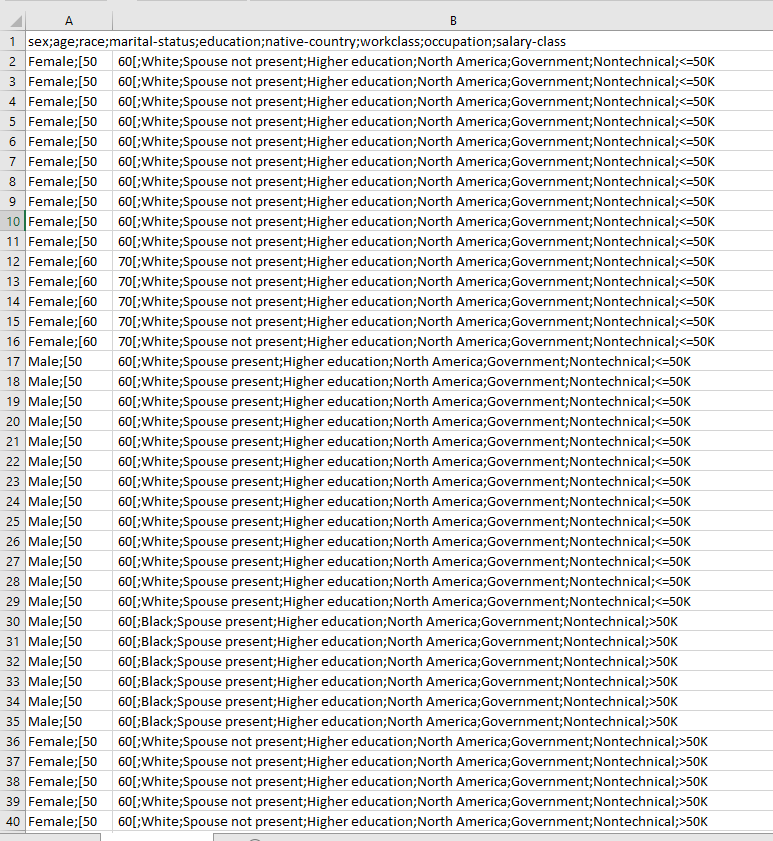 A B
1 sex;age;race;marital-status;education;native-country;workclass;occupation;salary-class
2 Female;[50 60[;White;Spouse not present;Higher education;North America;Government;Nontechnical;<=50K
3 Female;[50 60[;White;Spouse not present;Higher education;North America;Government;Nontechnical;<=50K
4 Female;[50 60[;White;Spouse not present;Higher education;North America;Government;Nontechnical;<=50K
5 Female;[50 60[;White;Spouse not present;Higher education;North America;Government;Nontechnical;<=50K
6 Female;[50 60[;White;Spouse not present;Higher education;North America;Government;Nontechnical;<=50K
7 Female;[50 60[;White;Spouse not present;Higher education;North America;Government;Nontechnical;<=50K
8 Female;[50 60[;White;Spouse not present;Higher education;North America;Government;Nontechnical;<=50K
9 Female;[50 60[;White;Spouse not present;Higher education;North America;Government;Nontechnical;<=50K
10 Female;[50 60[;White;Spouse not present;Higher education;North America;Government;Nontechnical;<=50K
11 Female;[50 60[;White;Spouse not present;Higher education;North America;Government;Nontechnical;<=50K
12 Female;[60 70[;White;Spouse not present;Higher education;North America;Government;Nontechnical;<=50K
13 Female;[60 70[;White;Spouse not present;Higher education;North America;Government;Nontechnical;<=50K
14 Female;[60 70[;White;Spouse not present;Higher education;North America;Government;Nontechnical;<=50K
15 Female;[60 70[;White;Spouse not present;Higher education;North America;Government;Nontechnical;<=50K
16 Female;[60 70[;White;Spouse not present;Higher education;North America;Government;Nontechnical;<=50K
17 Male;[50 60[;White;Spouse present;Higher education;North America;Government;Nontechnical;<=50K
18 Male;[50 60[;White;Spouse present;Higher education;North America;Government;Nontechnical;<=50K
19 Male;[50 60[;White;Spouse present;Higher education;North America;Government;Nontechnical;<=50K
20 Male;[50 60[;White;Spouse present;Higher education;North America;Government;Nontechnical;<=50K
21 Male;[50 60[;White;Spouse present;Higher education;North America;Government;Nontechnical;<=50K
22 Male;[50 60[;White;Spouse present;Higher education;North America;Government;Nontechnical;<=50K
23 Male;[50 60[;White;Spouse present;Higher education;North America;Government;Nontechnical;<=50K
24 Male;[50 60[;White;Spouse present;Higher education;North America;Government;Nontechnical;<=50K
25 Male;[50 60[;White;Spouse present;Higher education;North America;Government;Nontechnical;<=50K
26 Male;[50 60[;White;Spouse present;Higher education;North America;Government;Nontechnical;<=50K
27 Male;[50 60[;White;Spouse present;Higher education;North America;Government;Nontechnical;<=50K
28 Male;[50 60[;White;Spouse present;Higher education;North America;Government;Nontechnical;<=50K
29 Male;[50 60[;White;Spouse present;Higher education;North America;Government;Nontechnical;<=50K
30 Male;[50 60[;Black;Spouse present;Higher education;North America;Government;Nontechnical;>50K
31 Male;[50 60[;Black;Spouse present;Higher education;North America;Government;Nontechnical;>50K
32 Male;[50 60[;Black;Spouse present;Higher education;North America;Government;Nontechnical;>50K
33 Male;[50 60[;Black;Spouse present;Higher education;North America;Government;Nontechnical;>50K
34 Male;[50 60[;Black;Spouse present;Higher education;North America;Government;Nontechnical;>50K
35 Male;[50 60[;Black;Spouse present;Higher education;North America;Government;Nontechnical;>50K
36 Female;[50 60[;White;Spouse not present;Higher education;North America;Government;Nontechnical;>50K
37 Female;[50 60[;White;Spouse not present;Higher education;North America;Government;Nontechnical;>50K
38 Female;[50 60[;White;Spouse not present;Higher education;North America;Government;Nontechnical;>50K
39 Female;[50 60[;White;Spouse not present;Higher education;North America;Government;Nontechnical;>50K
40 Female;[50 60[;White;Spouse not present;Higher education;North America;Government;Nontechnical;>50K